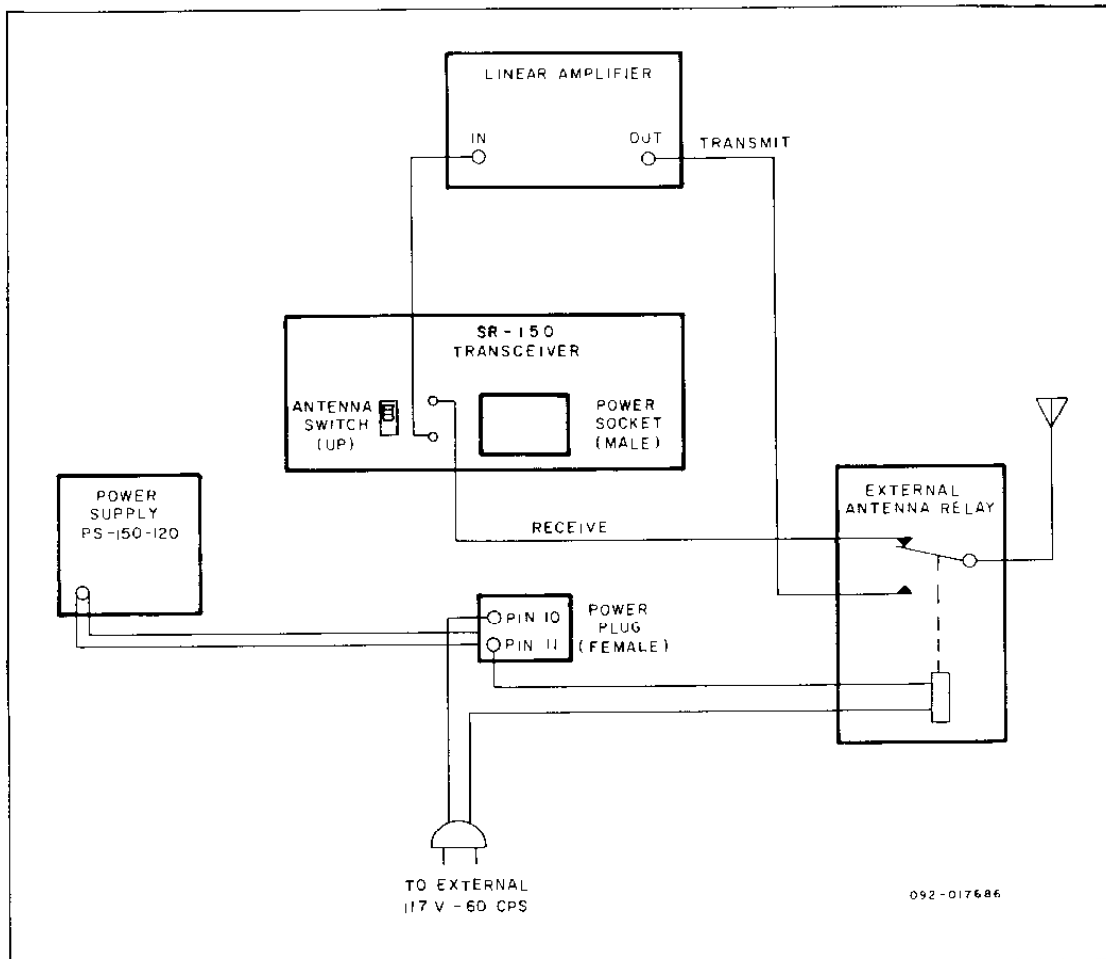 LINEAR AMPLIFIER
IN
OUT
TRANSMIT
SR-150
TRANSCEIVER
ANTENNA
SWITCH
(UP)
POWER
SOCKET
(MALE)
POWER
SUPPLY
PS-150-120
EXTERNAL
ANTENNA RELAY
RECEIVE
PIN 10
PIN 11
POWER
PLUG
(FEMALE)
TO EXTERNAL
117 V - 60 CPS
092-017686